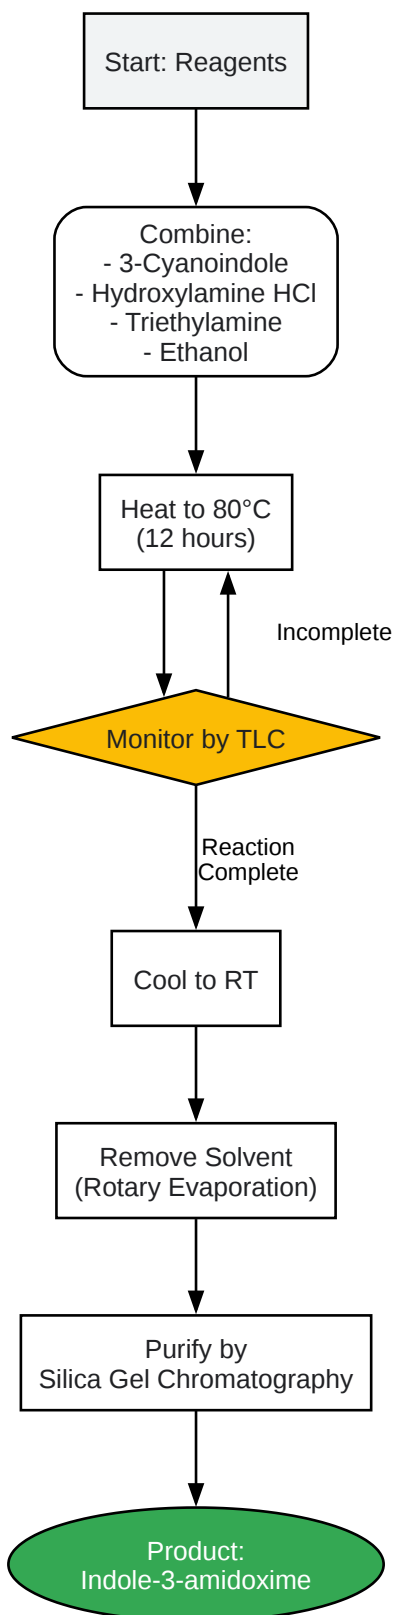 Start: Reagents
Combine:
- 3-Cyanoindole
- Hydroxylamine HCl
- Triethylamine
- Ethanol
Heat to 80°C
(12 hours)
Incomplete
Monitor by TLC
Reaction
Complete
Cool to RT
Remove Solvent
(Rotary Evaporation)
Purify by
Silica Gel Chromatography
Product:
Indole-3-amidoxime